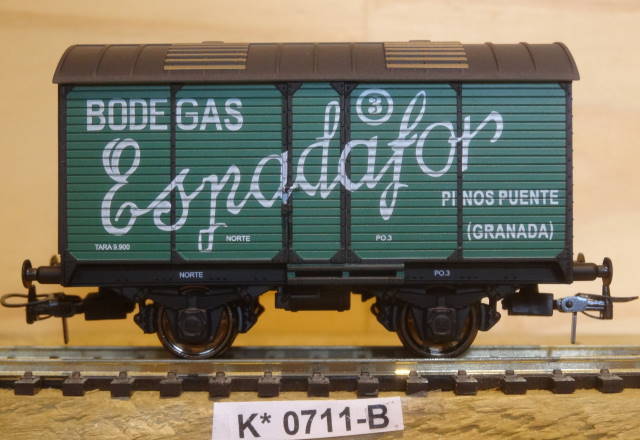 BODEGAS
3
Espadafor
PINOS PUENTE
(GRANADA)
TARA 9.900
NORTE
PO.3
NORTE
PO.3
K* 0711-B